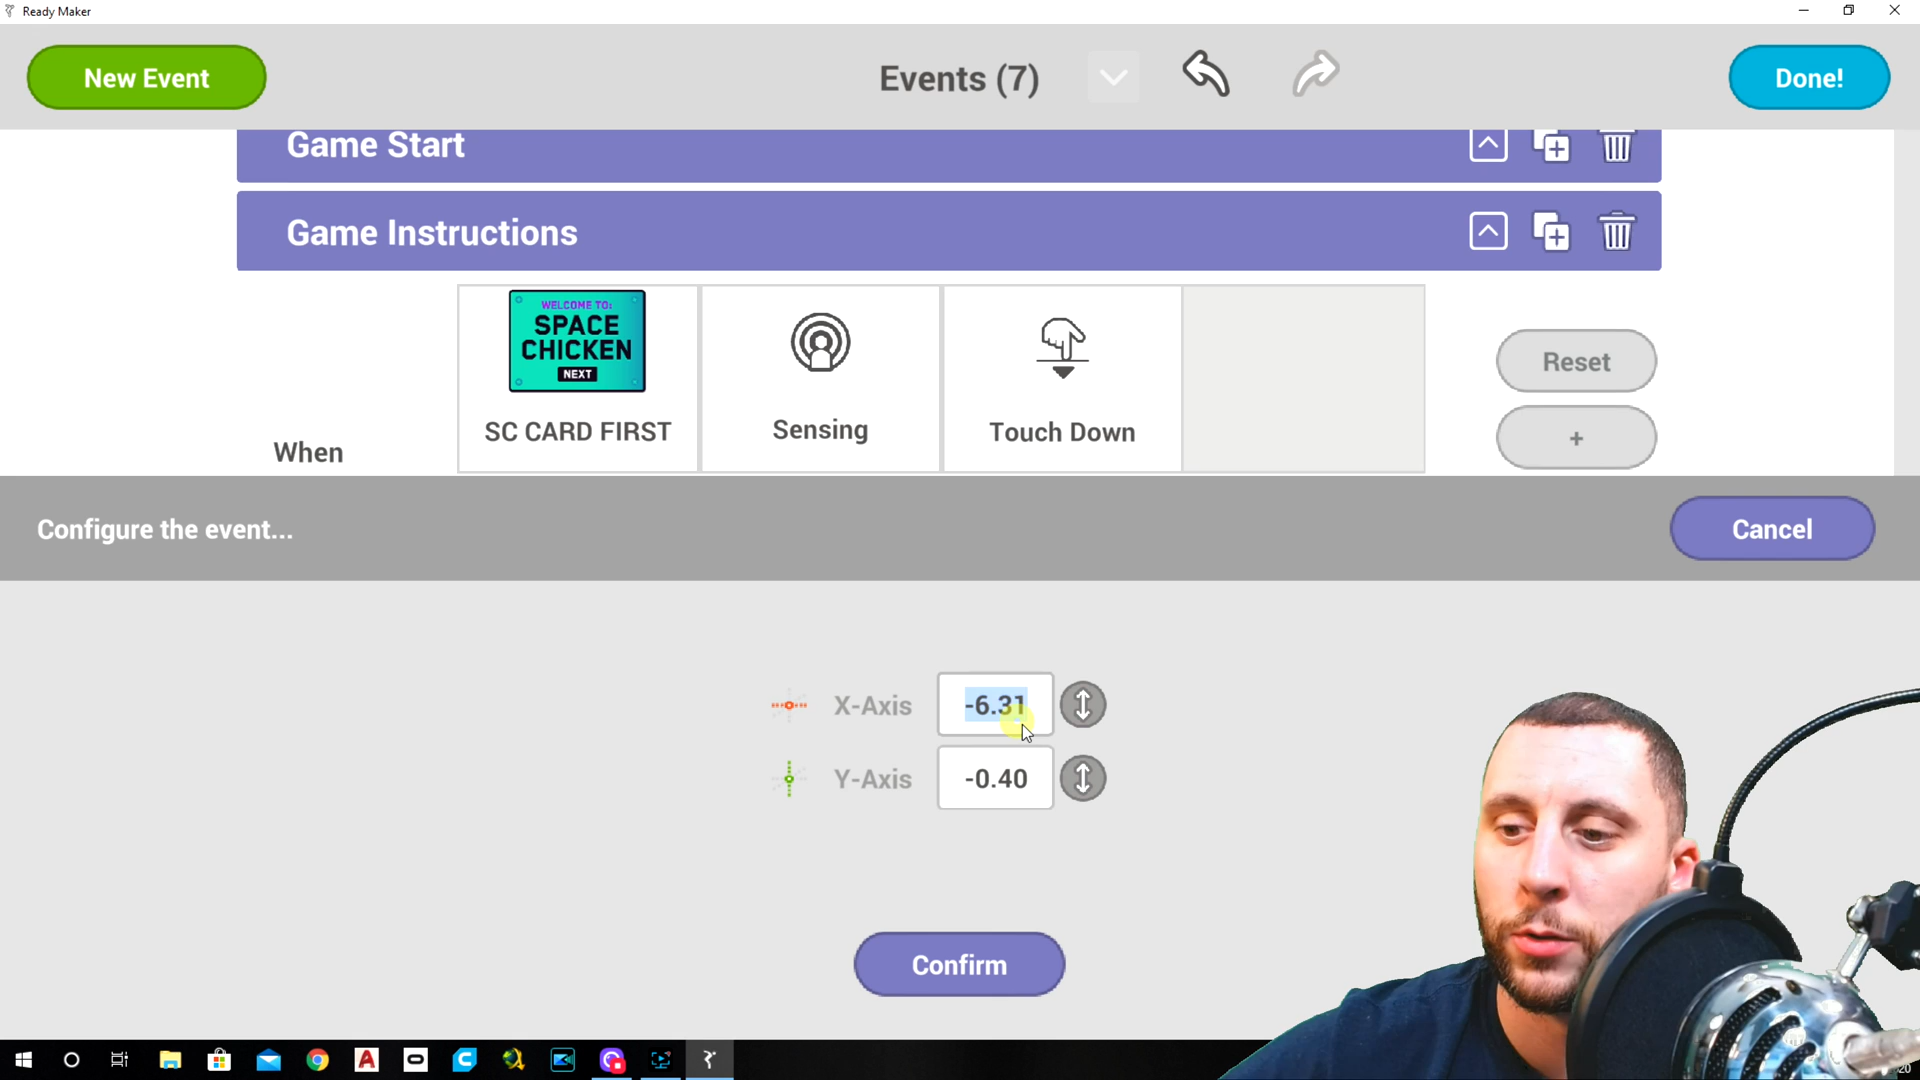 Ready Maker
New Event
Events (7)
Done!
Game Start
Game Instructions
WELCOME TO:
SPACE
CHICKEN
NEXT
SC CARD FIRST
Sensing
Touch Down
When
Reset
+
Configure the event...
Cancel
X-Axis
-6.31
Y-Axis
-0.40
Confirm